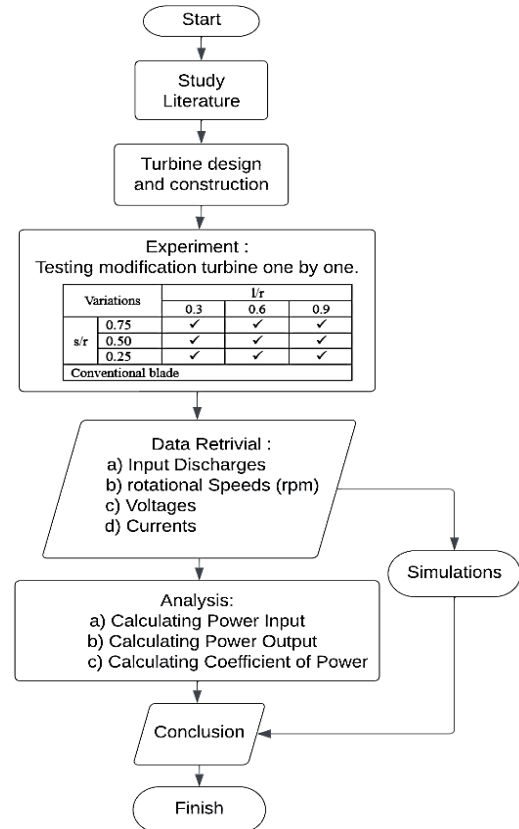 Start
Study
Literature
Turbine design
and construction
Experiment :
Testing modification turbine one by one.
Variations l/r
0.3 0.6 0.9
s/r 0.75 ✓ ✓ ✓
0.50 ✓ ✓ ✓
0.25 ✓ ✓ ✓
Conventional blade
Data Retrivial :
a) Input Discharges
b) rotational Speeds (rpm)
c) Voltages
d) Currents
Simulations
Analysis:
a) Calculating Power Input
b) Calculating Power Output
c) Calculating Coefficient of Power
Conclusion
Finish